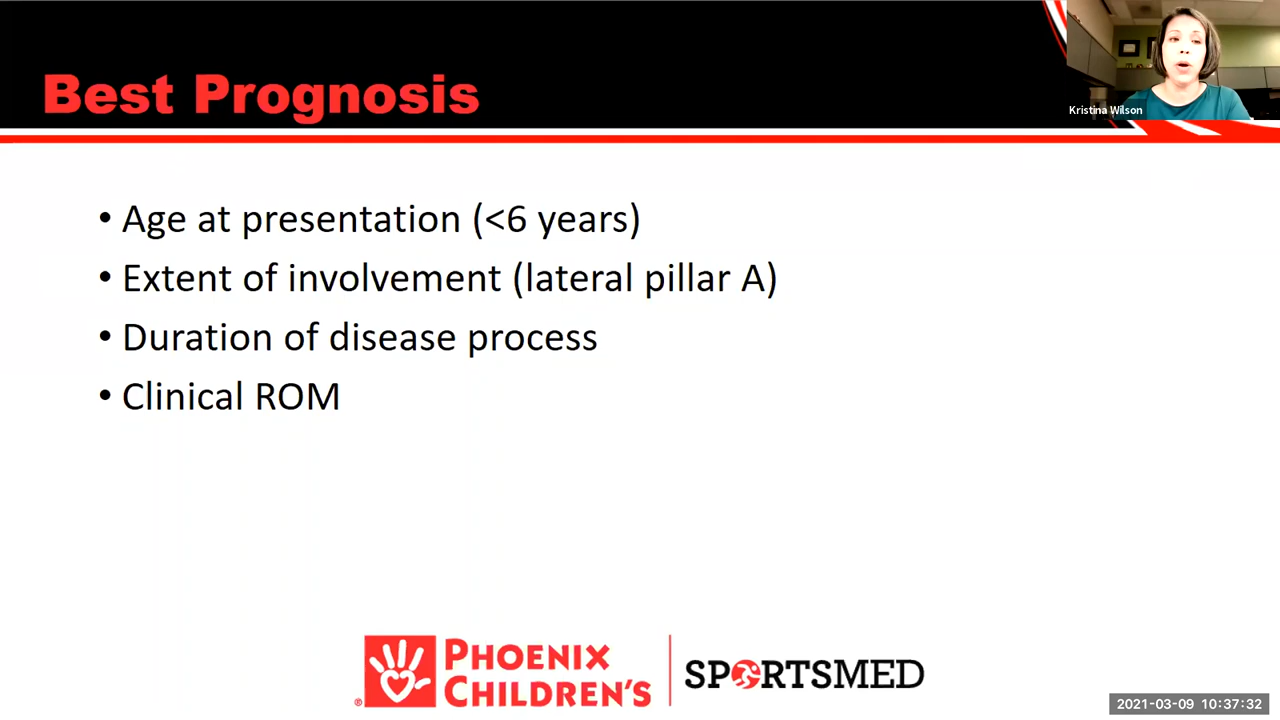 Best Prognosis
Kristina Wilson
• Age at presentation (<6 years)
• Extent of involvement (lateral pillar A)
• Duration of disease process
• Clinical ROM
® PHOENIX CHILDREN'S
SPORTSMED
2021-03-09 10:37:32